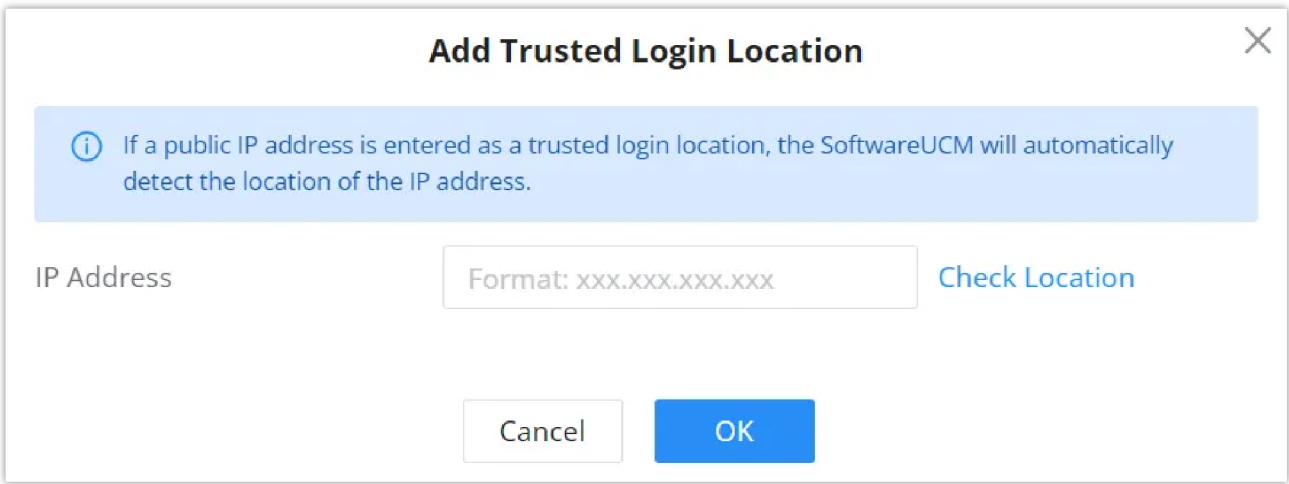 Add Trusted Login Location
If a public IP address is entered as a trusted login location, the SoftwareUCM will automatically
detect the location of the IP address.
IP Address
Format: xxx.xxx.xxx.xxx
Check Location
Cancel
OK